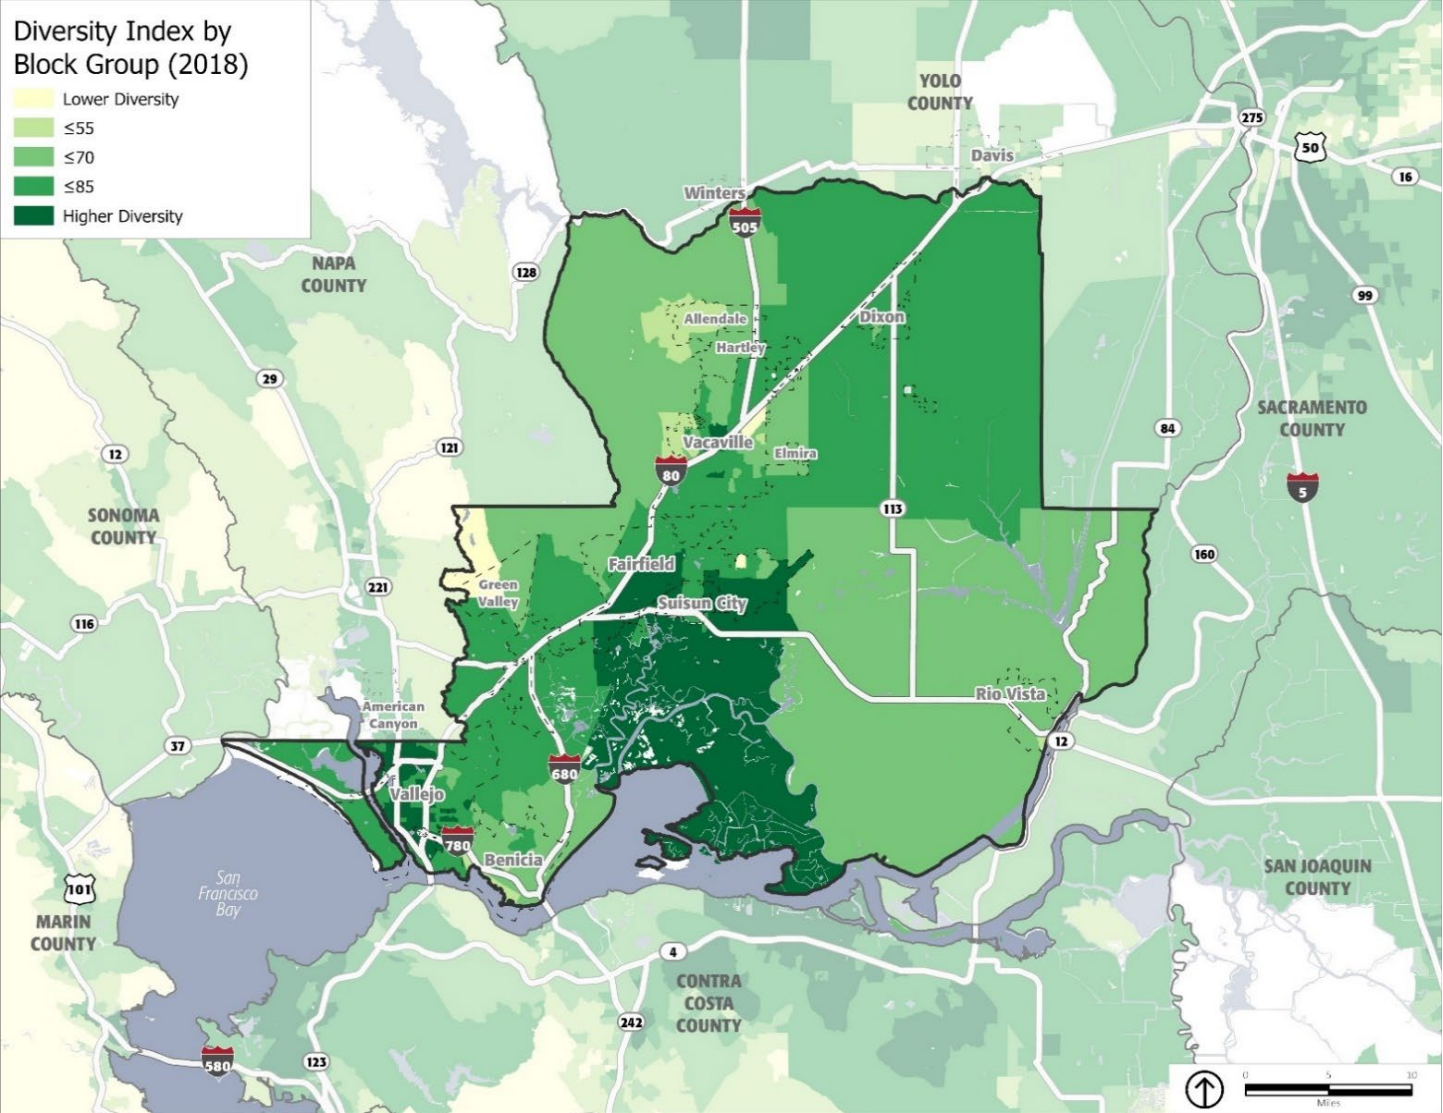 Diversity Index by
Block Group (2018)
Lower Diversity
≤55
≤70
≤85
Higher Diversity
YOLO
COUNTY
275
50
Davis
16
Winters
505
NAPA
COUNTY
128
99
Allendale
Dixon
Hartley
29
SACRAMENTO
COUNTY
84
12
121
Vacaville
Elmira
80
5
SONOMA
COUNTY
113
160
Fairfield
221
Green
Valley
Suisun City
116
Rio Vista
American
Canyon
37
12
680
Vallejo
780
Benicia
San
Francisco
Bay
101
SAN JOAQUIN
COUNTY
MARIN
COUNTY
4
CONTRA
COSTA
COUNTY
242
580
123
0 5 10
Miles